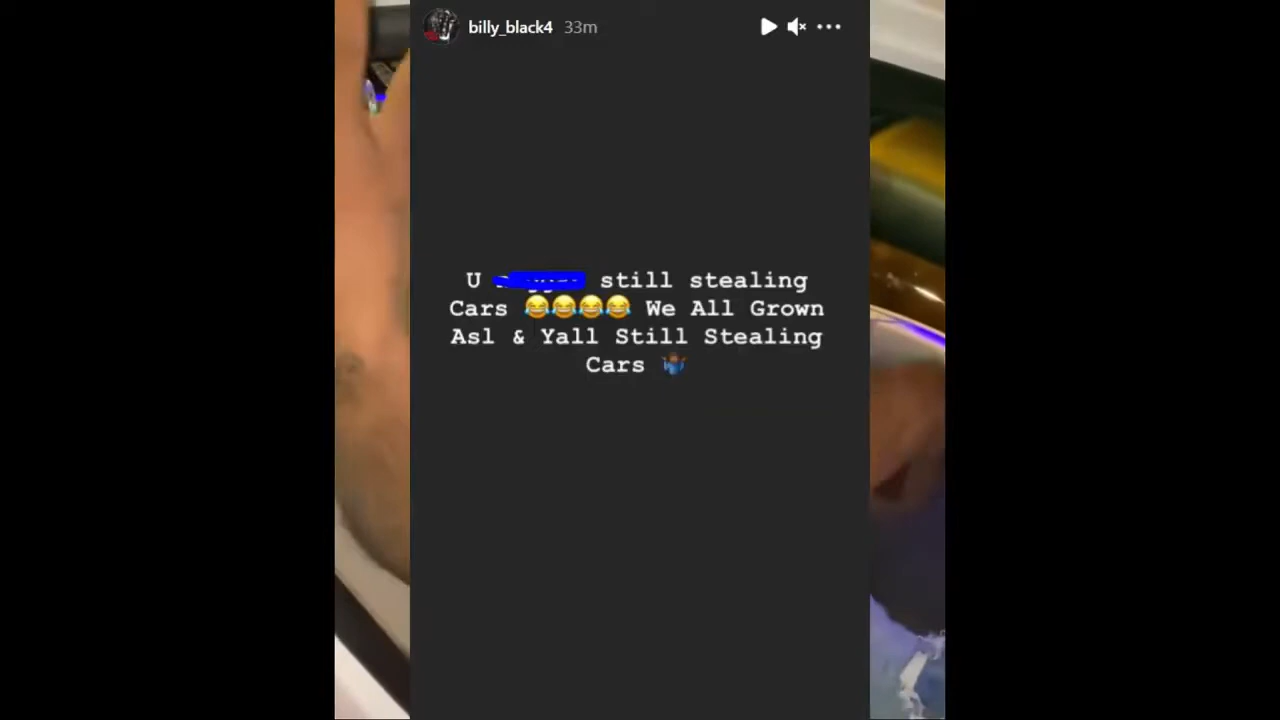 billy_black4 33m
U still stealing
Cars 😂😂😂😂 We All Grown
Asl & Yall Still Stealing
Cars 🤷🏾‍♂️